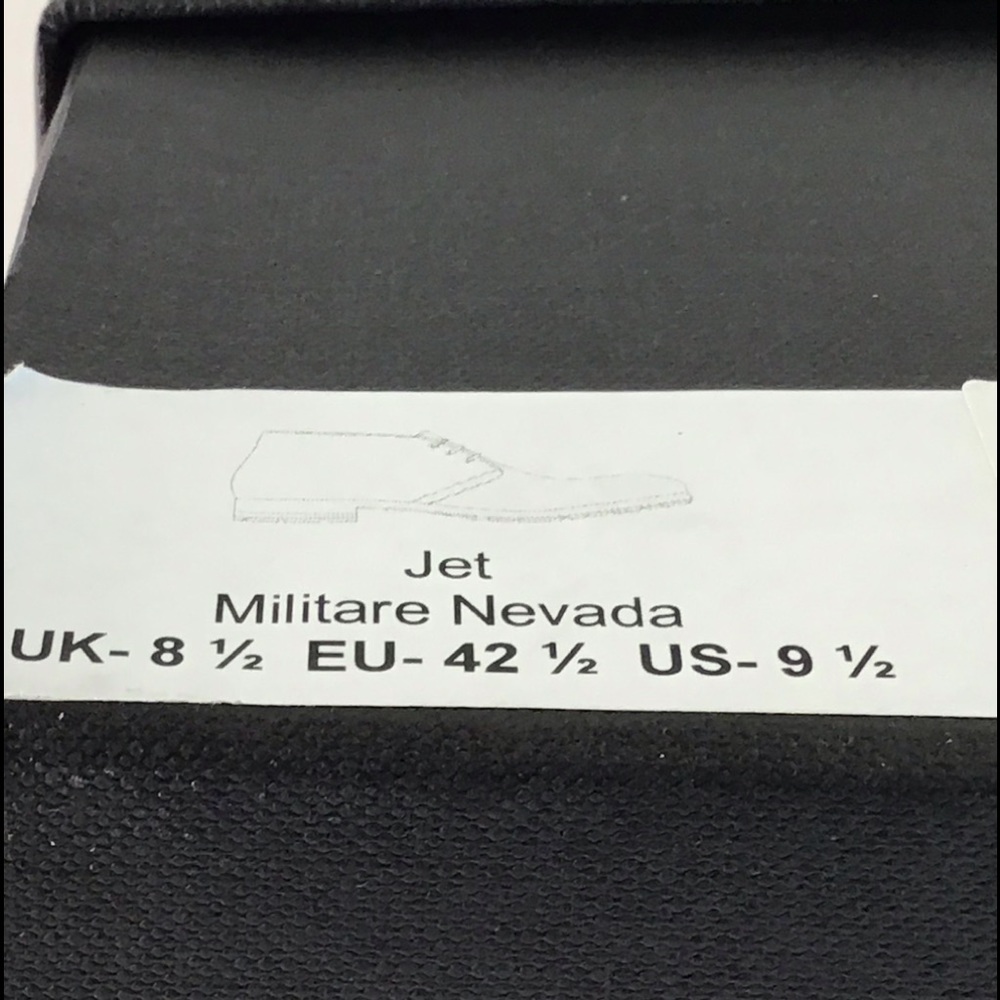 Jet
Militare Nevada
UK- 8 ½ EU- 42 ½ US- 9 ½